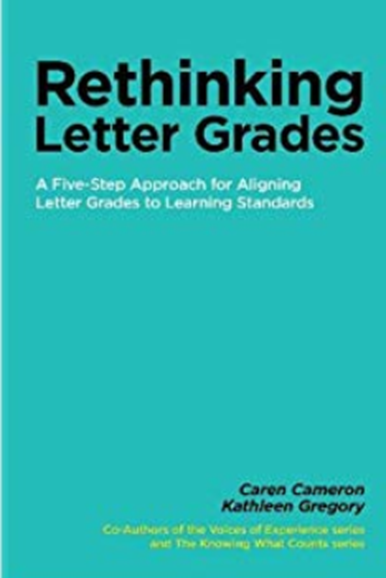 Rethinking
Letter Grades
A Five-Step Approach for Aligning
Letter Grades to Learning Standards
Caren Cameron
Kathleen Gregory
Co-Authors of the Voices of Experience series
and The Knowing What Counts series